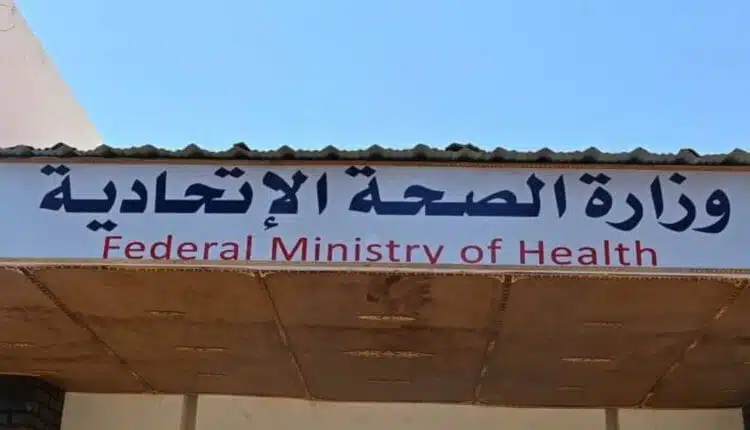 وزارة الصحة الإتحادية
Federal Ministry of Health